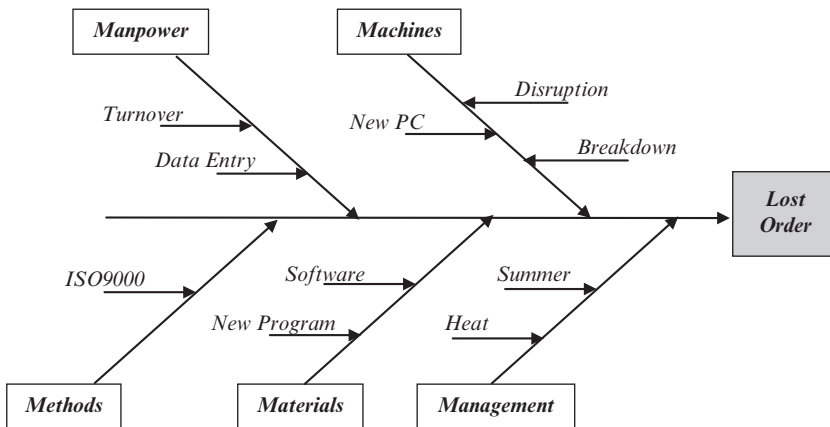 Manpower
Machines
Disruption
Turnover
New PC
Data Entry
Breakdown
Lost
Order
ISO9000
Software
Summer
New Program
Heat
Methods
Materials
Management